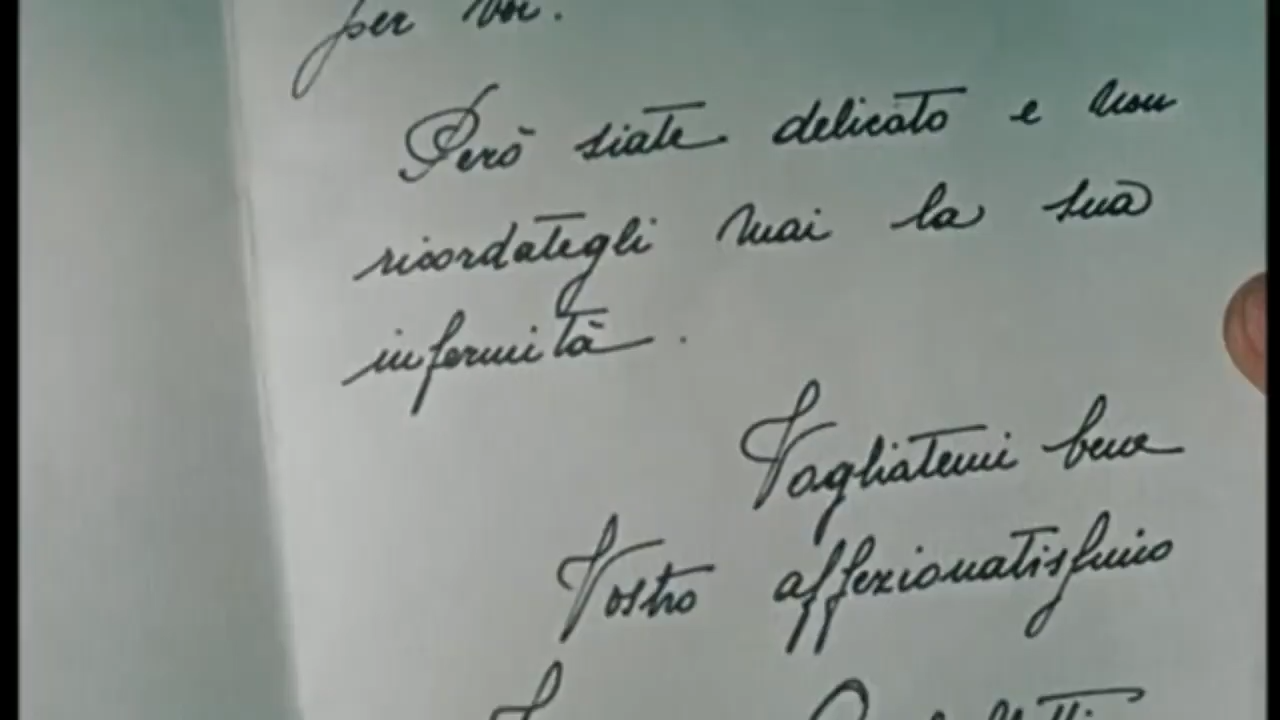 per voi.
Però siate delicato e non
ricordategli mai la sua
infermità.
Vogliatemi bene
Vostro affezionatissimo